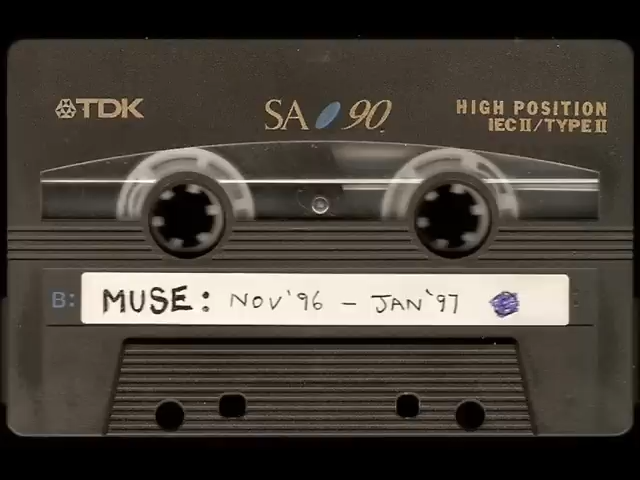 TDK SA 90 HIGH POSITION
IEC II / TYPE II
B: MUSE: NOV'96 - JAN'97